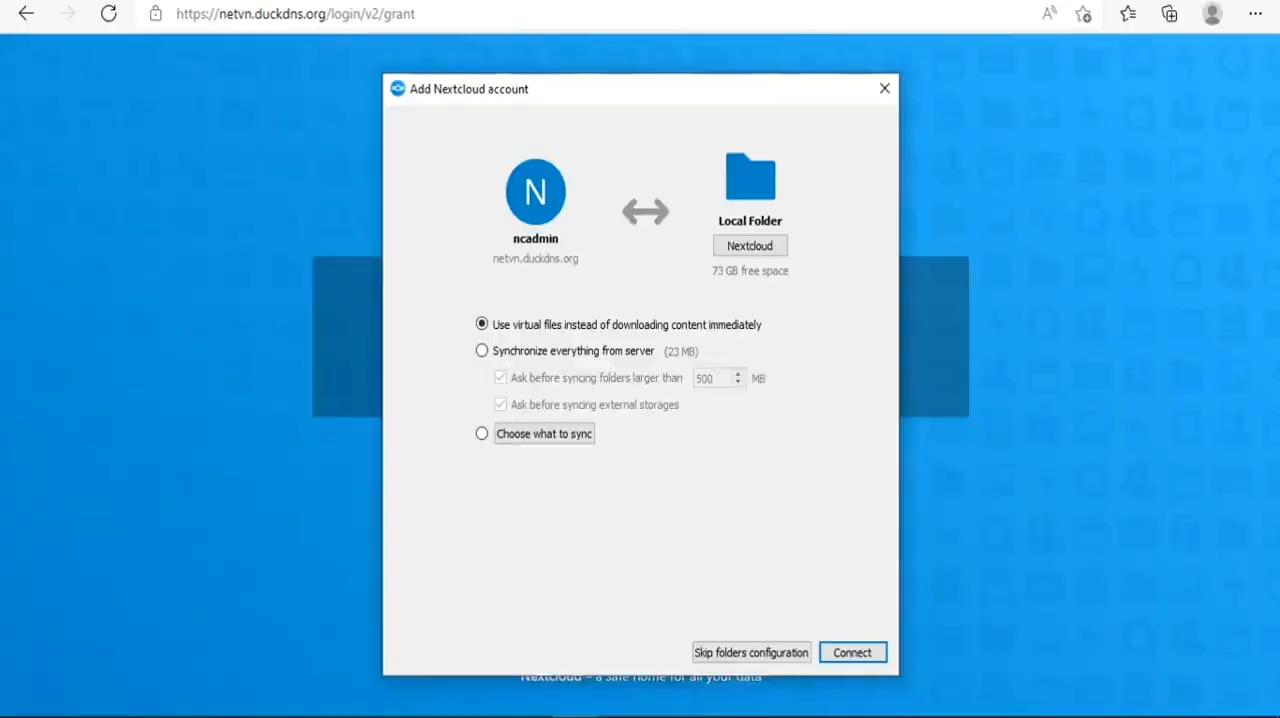 https://netvn.duckdns.org/login/v2/grant
Add Nextcloud account
N
ncadmin
netvn.duckdns.org
Local Folder
Nextcloud
73 GB free space
Use virtual files instead of downloading content immediately
Synchronize everything from server (23 MB)
Ask before syncing folders larger than 500 MB
Ask before syncing external storages
Choose what to sync
Skip folders configuration Connect
Nextcloud – a safe home for all your data